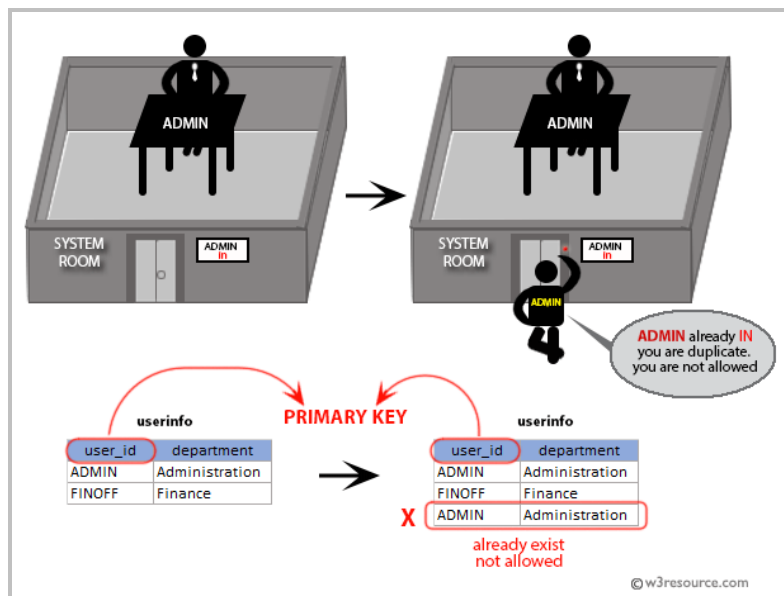 ADMIN
SYSTEM
ROOM
ADMIN
in
ADMIN
SYSTEM
ROOM
ADMIN
in
ADMIN
ADMIN already IN
you are duplicate.
you are not allowed
PRIMARY KEY
userinfo
user_id department
ADMIN Administration
FINOFF Finance
userinfo
user_id department
ADMIN Administration
FINOFF Finance
X ADMIN Administration
already exist
not allowed
© w3resource.com